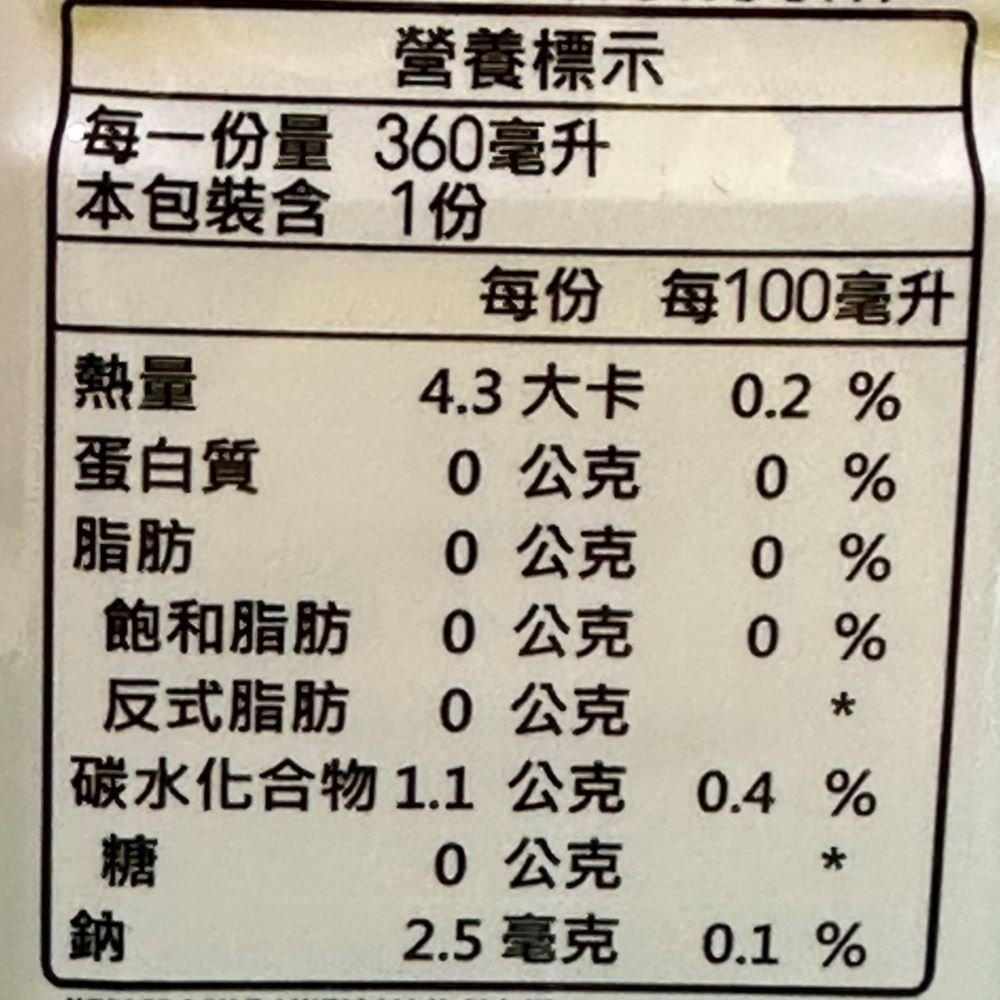 營養標示
每一份量 360毫升
本包裝含 1份
每份 每100毫升
熱量 4.3 大卡 0.2 %
蛋白質 0 公克 0 %
脂肪 0 公克 0 %
飽和脂肪 0 公克 0 %
反式脂肪 0 公克 *
碳水化合物 1.1 公克 0.4 %
糖 0 公克 *
鈉 2.5 毫克 0.1 %